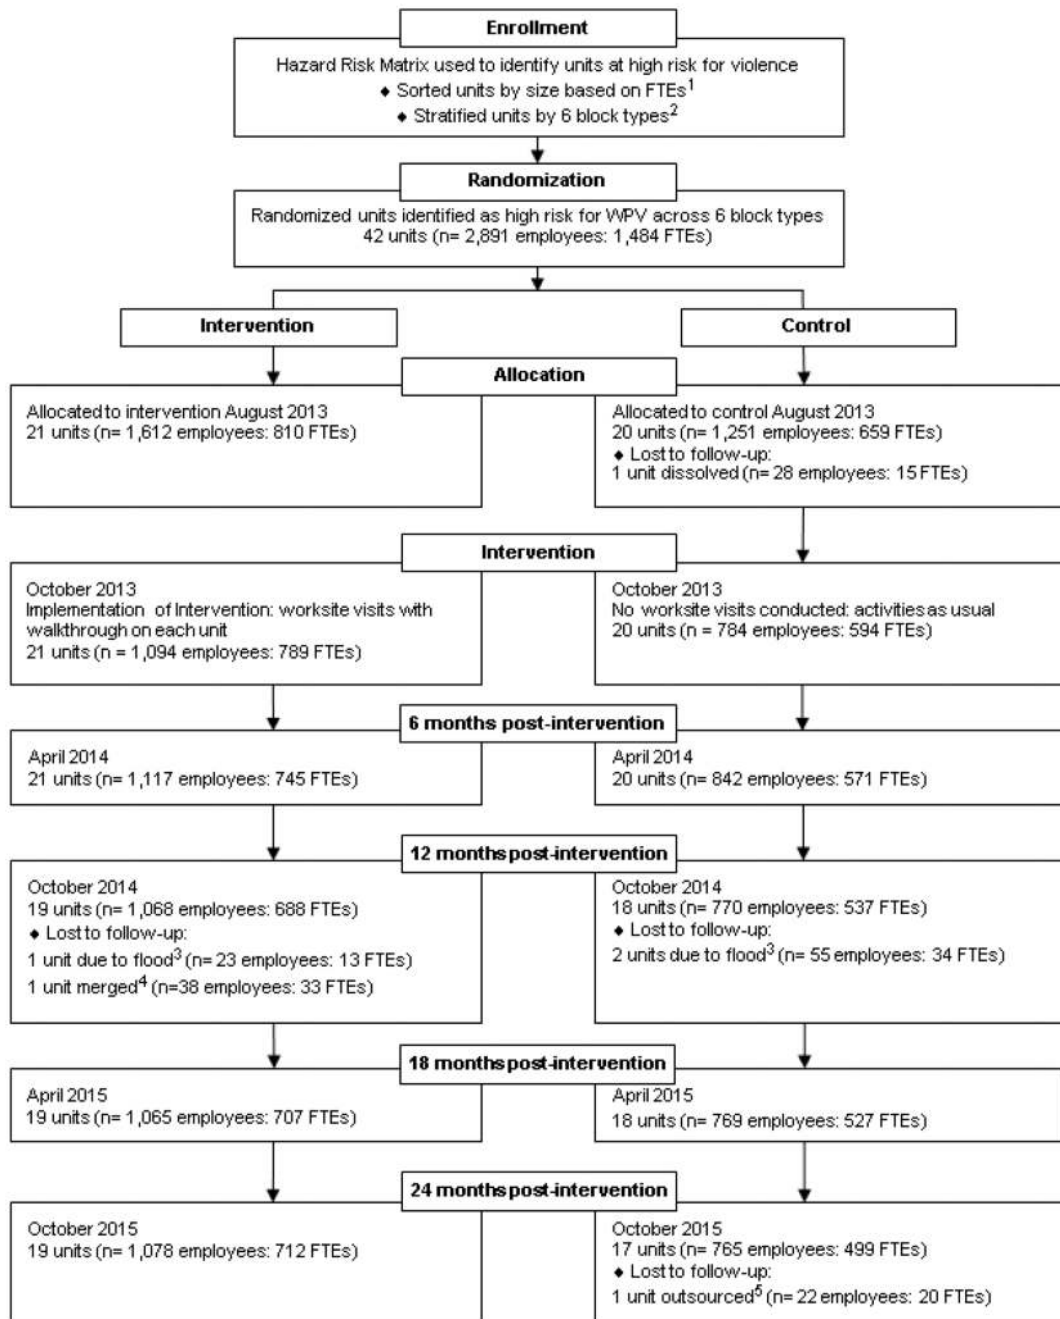 Enrollment
Hazard Risk Matrix used to identify units at high risk for violence
♦ Sorted units by size based on FTEs¹
♦ Stratified units by 6 block types²
Randomization
Randomized units identified as high risk for WPV across 6 block types
42 units (n= 2,891 employees: 1,484 FTEs)
Intervention
Control
Allocation
Allocated to intervention August 2013
21 units (n= 1,612 employees: 810 FTEs)
Allocated to control August 2013
20 units (n= 1,251 employees: 659 FTEs)
♦ Lost to follow-up:
1 unit dissolved (n= 28 employees: 15 FTEs)
Intervention
October 2013
Implementation of Intervention: worksite visits with
walkthrough on each unit
21 units (n = 1,094 employees: 789 FTEs)
October 2013
No worksite visits conducted: activities as usual
20 units (n = 784 employees: 594 FTEs)
6 months post-intervention
April 2014
21 units (n= 1,117 employees: 745 FTEs)
April 2014
20 units (n= 842 employees: 571 FTEs)
12 months post-intervention
October 2014
19 units (n= 1,068 employees: 688 FTEs)
♦ Lost to follow-up:
1 unit due to flood³ (n= 23 employees: 13 FTEs)
1 unit merged⁴ (n=38 employees: 33 FTEs)
October 2014
18 units (n= 770 employees: 537 FTEs)
♦ Lost to follow-up:
2 units due to flood³ (n= 55 employees: 34 FTEs)
18 months post-intervention
April 2015
19 units (n= 1,065 employees: 707 FTEs)
April 2015
18 units (n= 769 employees: 527 FTEs)
24 months post-intervention
October 2015
19 units (n= 1,078 employees: 712 FTEs)
October 2015
17 units (n= 765 employees: 499 FTEs)
♦ Lost to follow-up:
1 unit outsourced⁵ (n= 22 employees: 20 FTEs)